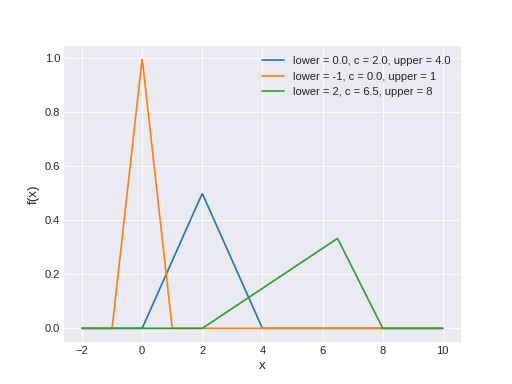 lower = 0.0, c = 2.0, upper = 4.0
lower = -1, c = 0.0, upper = 1
lower = 2, c = 6.5, upper = 8
1.0
0.8
0.6
0.4
0.2
0.0
f(x)
−2 0 2 4 6 8 10
x